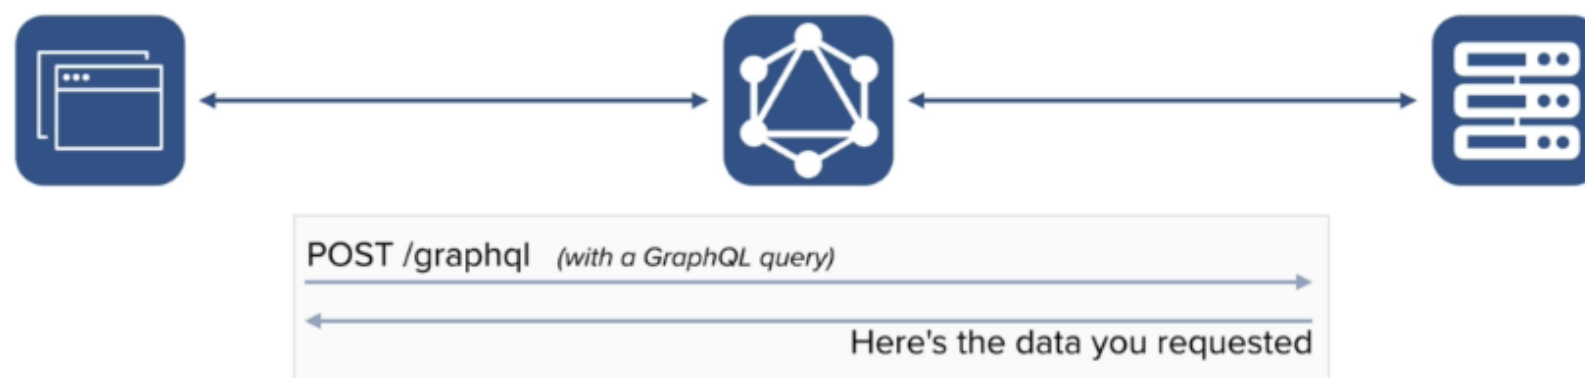 POST /graphql (with a GraphQL query)
Here's the data you requested